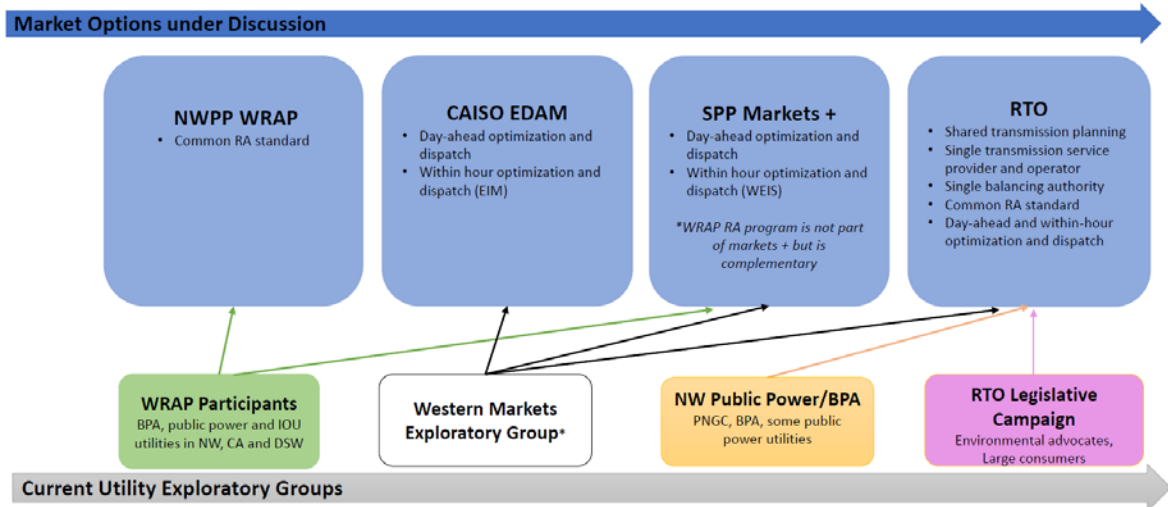 Market Options under Discussion
NWPP WRAP
• Common RA standard
CAISO EDAM
• Day-ahead optimization and
dispatch
• Within hour optimization and
dispatch (EIM)
SPP Markets +
• Day-ahead optimization and
dispatch
• Within hour optimization and
dispatch (WEIS)
*WRAP RA program is not
part of markets + but is
complementary
RTO
• Shared transmission planning
• Single transmission service
provider and operator
• Single balancing authority
• Common RA standard
• Day-ahead and within-hour
optimization and dispatch
WRAP Participants
BPA, public power and IOU
utilities in NW, CA and DSW
Western Markets
Exploratory Group*
NW Public Power/BPA
PNGC, BPA, some public
power utilities
RTO Legislative
Campaign
Environmental advocates,
Large consumers
Current Utility Exploratory Groups